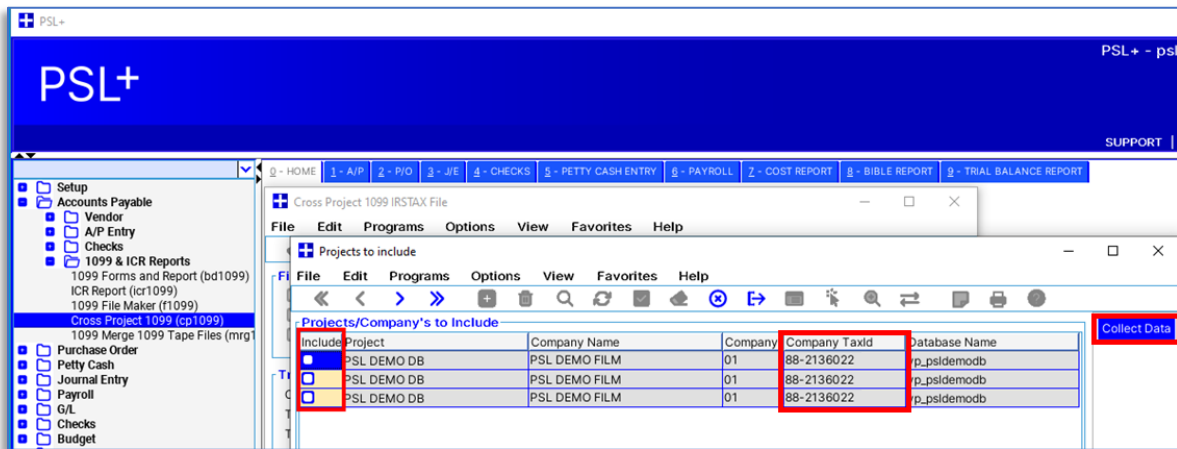 PSL+
PSL+ - psl
PSL+
SUPPORT |
0 - HOME 1 - A/P 2 - P/O 3 - J/E 4 - CHECKS 5 - PETTY CASH ENTRY 6 - PAYROLL 7 - COST REPORT 8 - BIBLE REPORT 9 - TRIAL BALANCE REPORT
Setup
Accounts Payable
Vendor
A/P Entry
Checks
1099 & ICR Reports
1099 Forms and Report (bd1099)
ICR Report (icr1099)
1099 File Maker (f1099)
Cross Project 1099 (cp1099)
1099 Merge 1099 Tape Files (mrg1
Purchase Order
Petty Cash
Journal Entry
Payroll
G/L
Checks
Budget
Cross Project 1099 IRSTAX File
File Edit Programs Options View Favorites Help
Fi
Projects to include
File Edit Programs Options View Favorites Help
Projects/Company's to Include
Include Project Company Name Company Company TaxId Database Name
PSL DEMO DB PSL DEMO FILM 01 88-2136022 vp_psldemodb
PSL DEMO DB PSL DEMO FILM 01 88-2136022 vp_psldemodb
PSL DEMO DB PSL DEMO FILM 01 88-2136022 vp_psldemodb
Collect Data